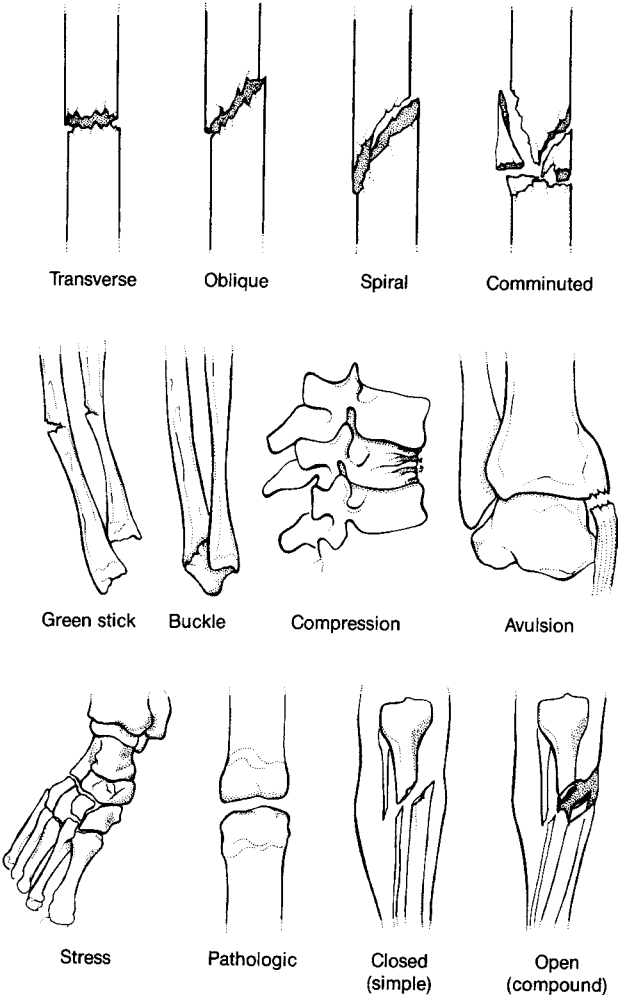 Transverse
Oblique
Spiral
Comminuted
Green stick
Buckle
Compression
Avulsion
Stress
Pathologic
Closed
(simple)
Open
(compound)